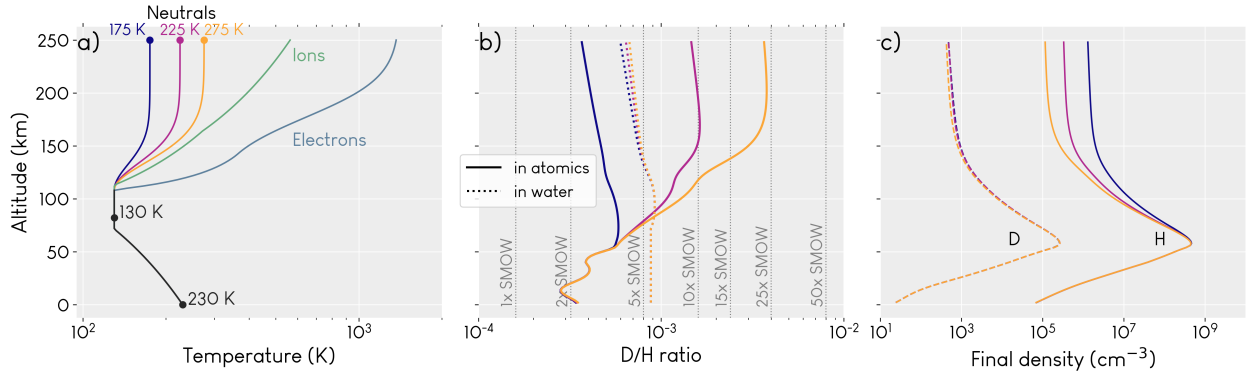 Neutrals
175 K 225 K 275 K
a)
Ions
Electrons
130 K
230 K
250
200
150
100
50
0
Altitude (km)
10²
10³
Temperature (K)
b)
in atomics
in water
1x SMOW
2x SMOW
5x SMOW
10x SMOW
15x SMOW
25x SMOW
50x SMOW
10⁻⁴
10⁻³
10⁻²
D/H ratio
c)
D
H
10¹
10³
10⁵
10⁷
10⁹
Final density (cm⁻³)